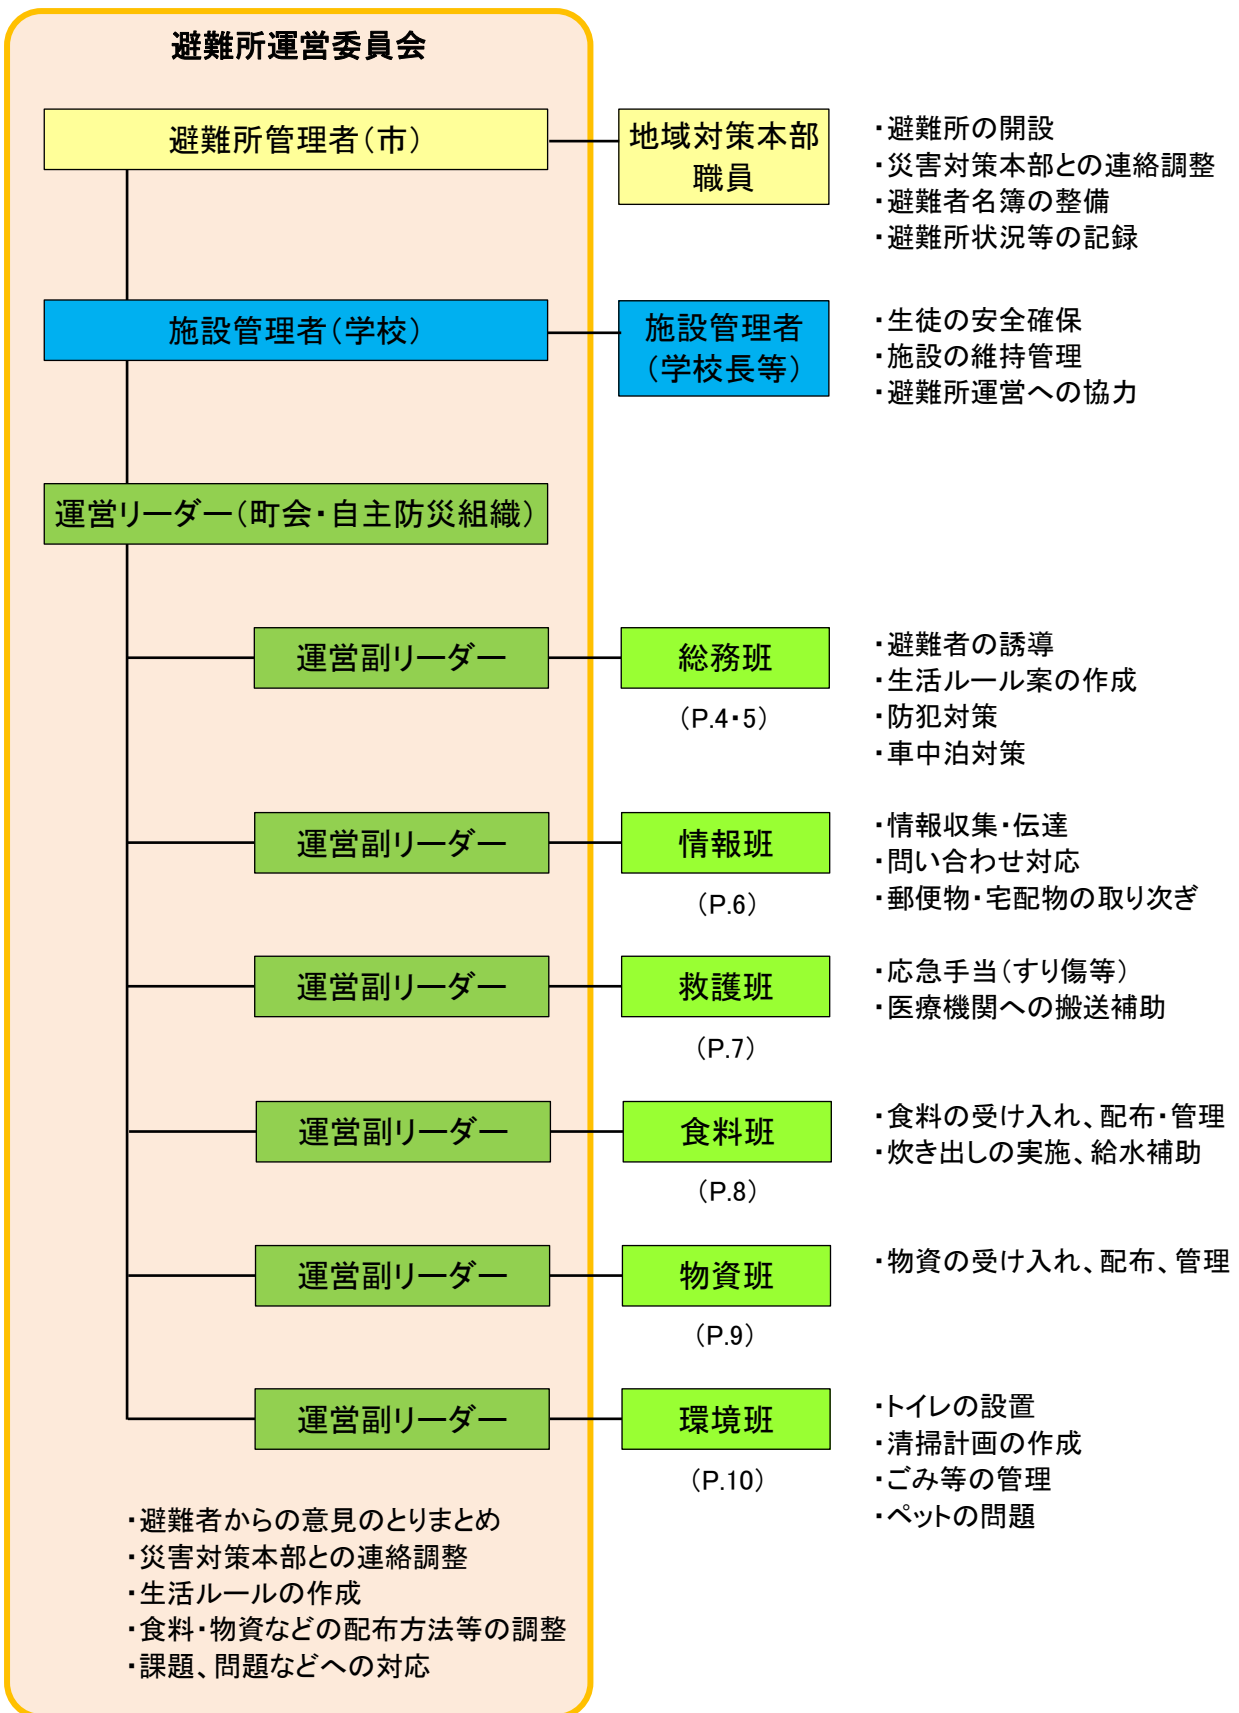 避難所運営委員会
避難所管理者（市）
地域対策本部
職員
・避難所の開設
・災害対策本部との連絡調整
・避難者名簿の整備
・避難所状況等の記録
施設管理者（学校）
施設管理者
（学校長等）
・生徒の安全確保
・施設の維持管理
・避難所運営への協力
運営リーダー（町会・自主防災組織）
運営副リーダー
総務班
（P.4・5）
・避難者の誘導
・生活ルール案の作成
・防犯対策
・車中泊対策
運営副リーダー
情報班
（P.6）
・情報収集・伝達
・問い合わせ対応
・郵便物・宅配物の取り次ぎ
運営副リーダー
救護班
（P.7）
・応急手当（すり傷等）
・医療機関への搬送補助
運営副リーダー
食料班
（P.8）
・食料の受け入れ、配布・管理
・炊き出しの実施、給水補助
運営副リーダー
物資班
（P.9）
・物資の受け入れ、配布、管理
運営副リーダー
環境班
（P.10）
・トイレの設置
・清掃計画の作成
・ごみ等の管理
・ペットの問題
・避難者からの意見のとりまとめ
・災害対策本部との連絡調整
・生活ルールの作成
・食料・物資などの配布方法等の調整
・課題、問題などへの対応